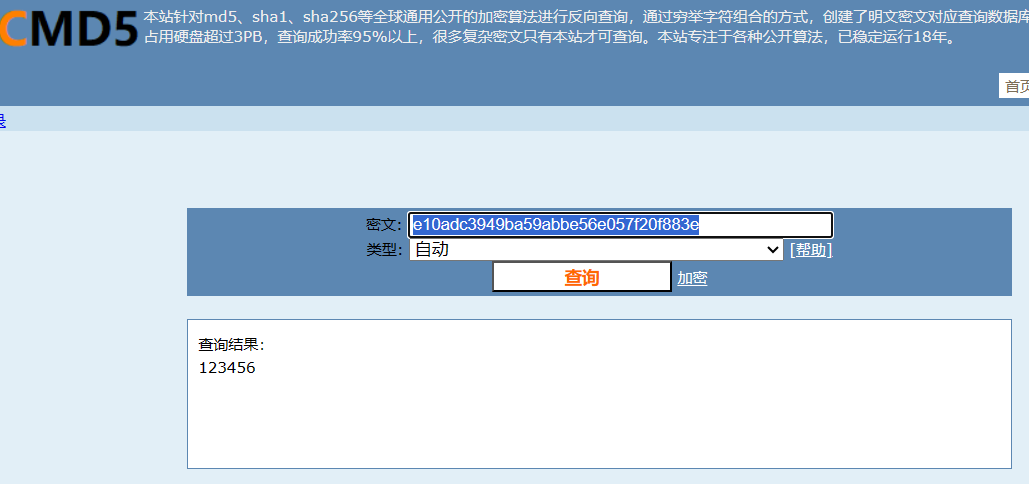 CMD5
本站针对md5、sha1、sha256等全球通用公开的加密算法进行反向查询，通过穷举字符组合的方式，创建了明文密文对应查询数据库
占用硬盘超过3PB，查询成功率95%以上，很多复杂密文只有本站才可查询。本站专注于各种公开算法，已稳定运行18年。
首页
录
密文:
e10adc3949ba59abbe56e057f20f883e
类型:
自动
[帮助]
查询
加密
查询结果:
123456